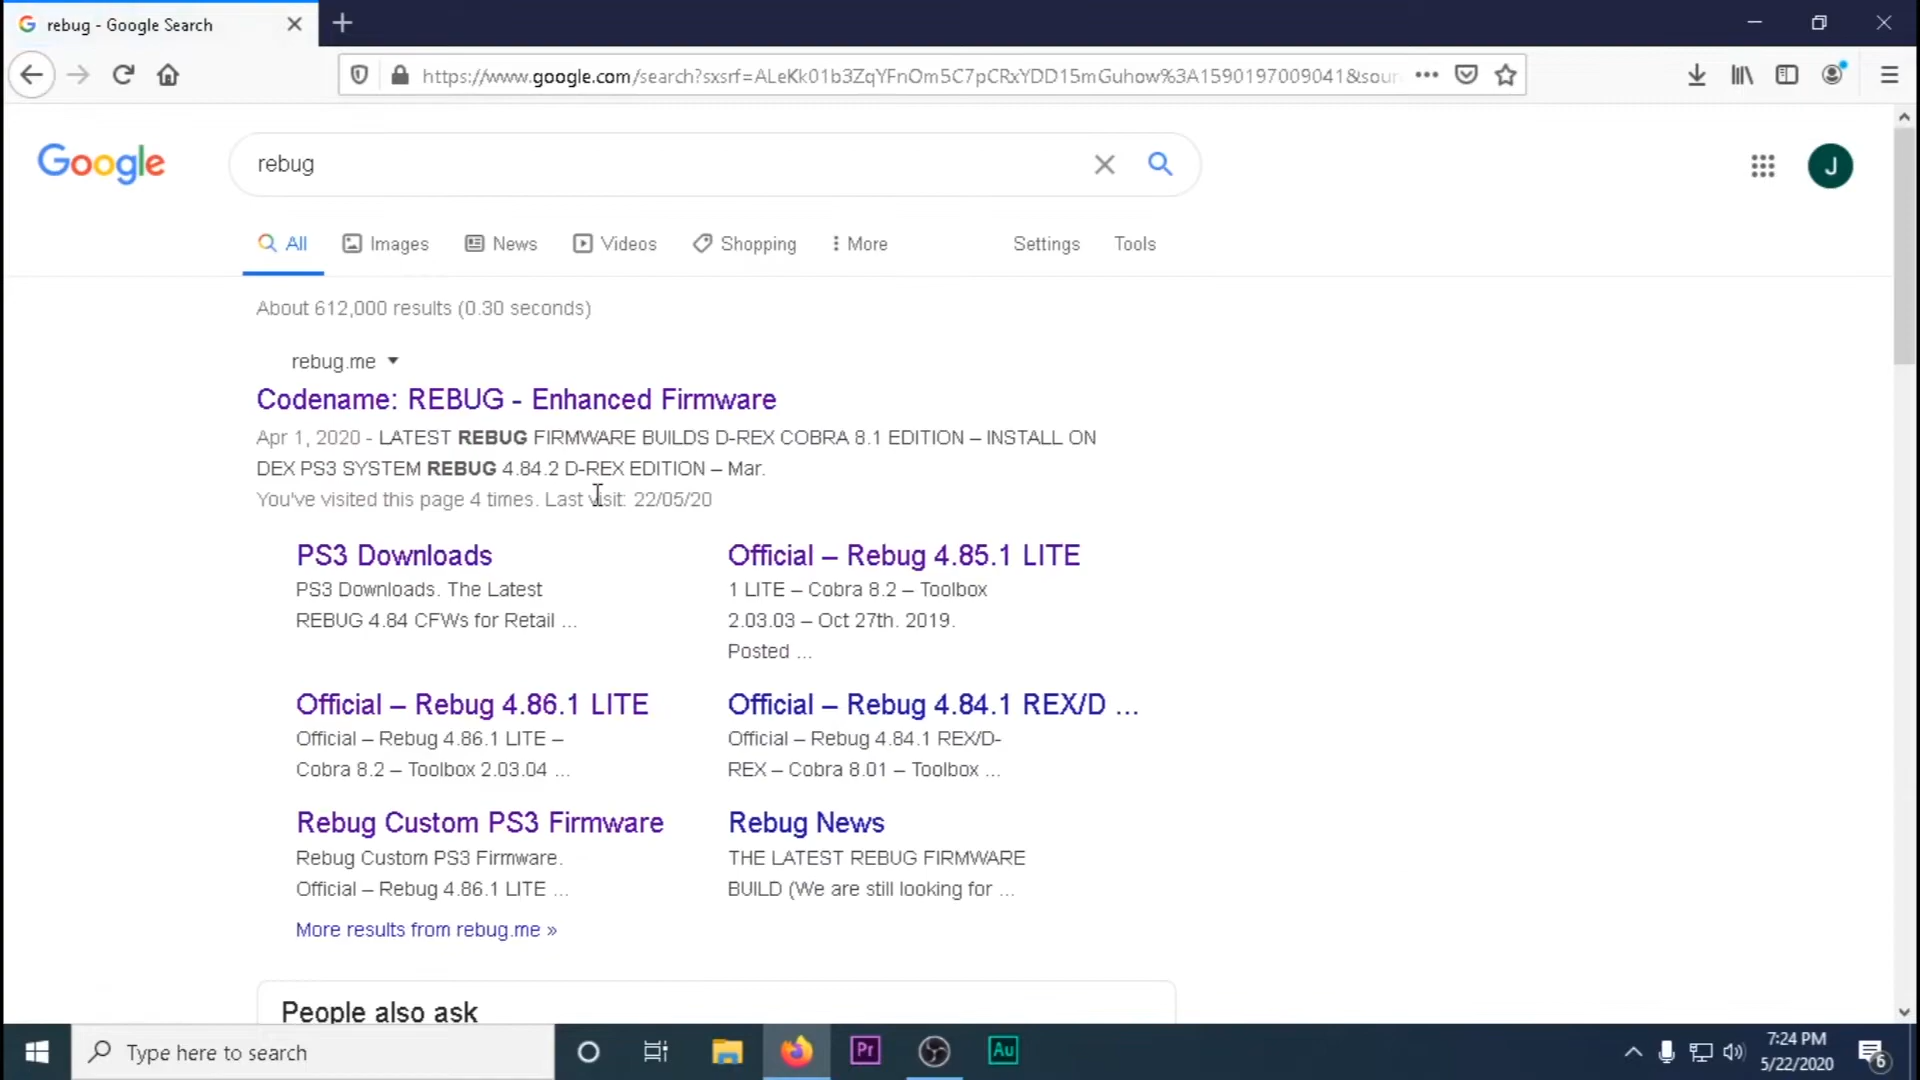 rebug - Google Search
https://www.google.com/search?sxsrf=ALeKk01b3ZqYFnOm5C7pCRxYDD15mGuhow%3A1590197009041&sour
Google
rebug
J
All Images News Videos Shopping More Settings Tools
About 612,000 results (0.30 seconds)
rebug.me
Codename: REBUG - Enhanced Firmware
Apr 1, 2020 - LATEST REBUG FIRMWARE BUILDS D-REX COBRA 8.1 EDITION – INSTALL ON
DEX PS3 SYSTEM REBUG 4.84.2 D-REX EDITION – Mar.
You've visited this page 4 times. Last visit: 22/05/20
PS3 Downloads
PS3 Downloads. The Latest
REBUG 4.84 CFWs for Retail ...
Official – Rebug 4.85.1 LITE
1 LITE – Cobra 8.2 – Toolbox
2.03.03 – Oct 27th. 2019.
Posted ...
Official – Rebug 4.86.1 LITE
Official – Rebug 4.86.1 LITE –
Cobra 8.2 – Toolbox 2.03.04 ...
Official – Rebug 4.84.1 REX/D ...
Official – Rebug 4.84.1 REX/D-
REX – Cobra 8.01 – Toolbox ...
Rebug Custom PS3 Firmware
Rebug Custom PS3 Firmware.
Official – Rebug 4.86.1 LITE ...
Rebug News
THE LATEST REBUG FIRMWARE
BUILD (We are still looking for ...
More results from rebug.me »
People also ask
Type here to search
Pr
Au
7:24 PM
5/22/2020
6